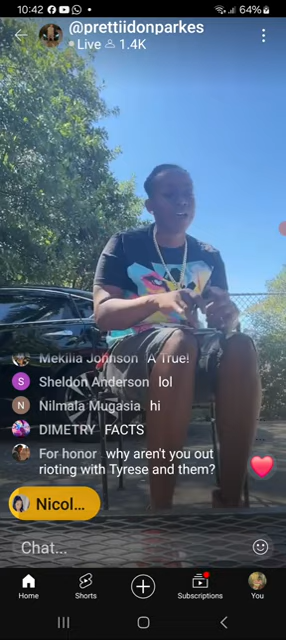 10:42
64%
@prettiidonparkes
Live 1.4K
Mekilia Johnson A True!
S Sheldon Anderson lol
N Nilmala Mugasia hi
DIMETRY FACTS
For honor why aren't you out
rioting with Tyrese and them?
Nicol...
Chat...
Home Shorts Subscriptions You